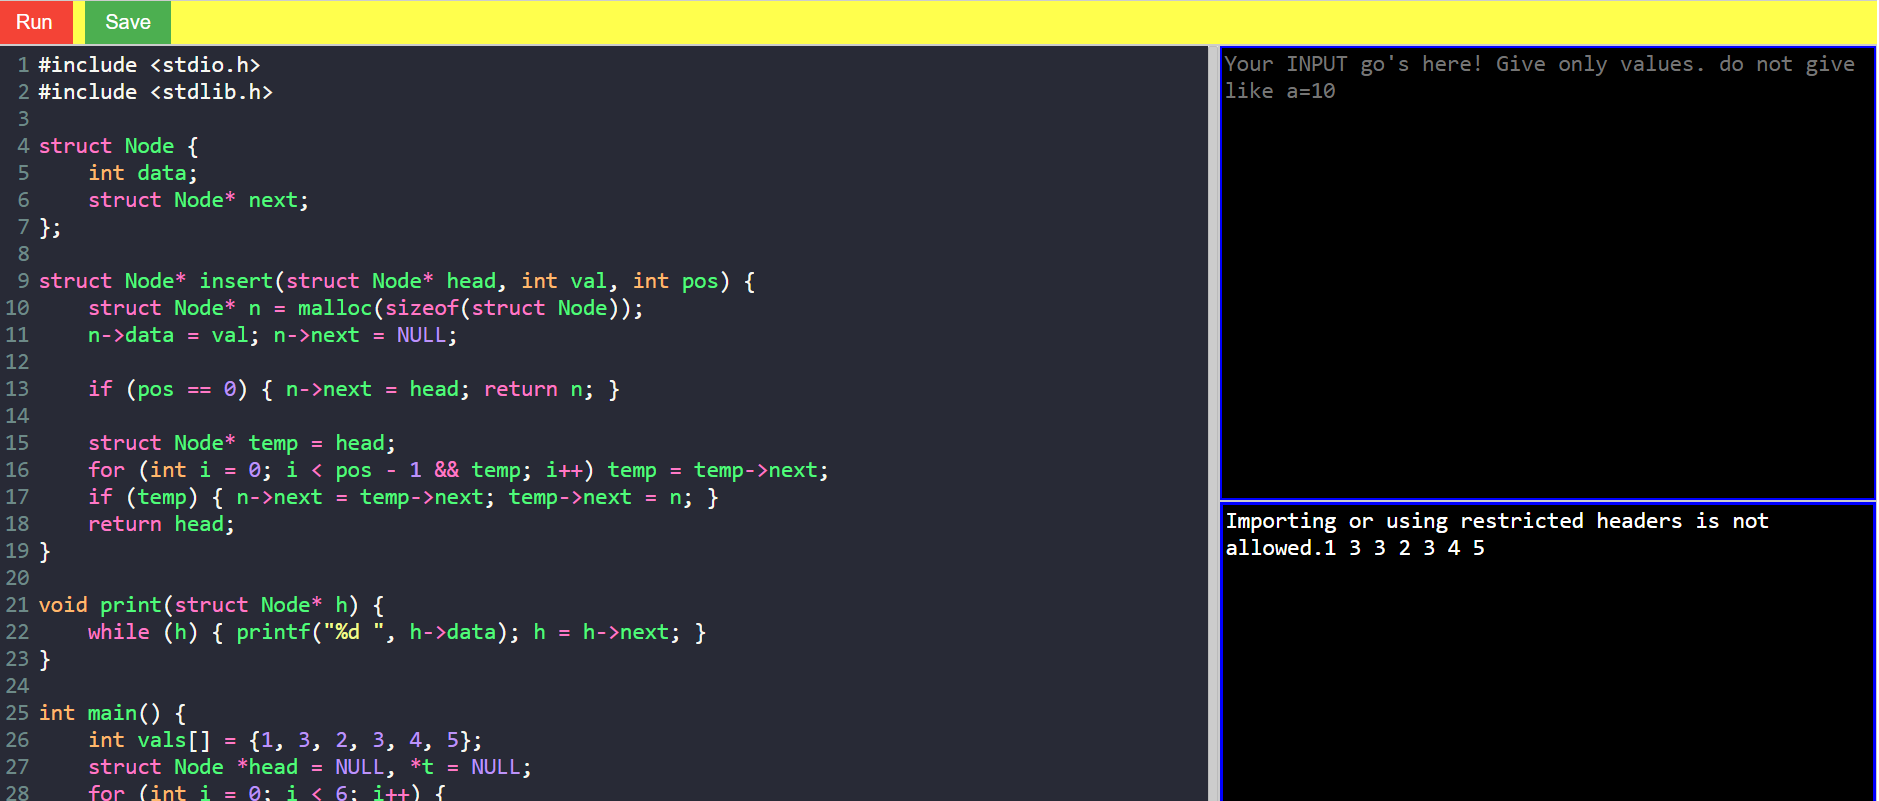 Run Save
1 #include <stdio.h>
2 #include <stdlib.h>
3
4 struct Node {
5     int data;
6     struct Node* next;
7 };
8
9 struct Node* insert(struct Node* head, int val, int pos) {
10     struct Node* n = malloc(sizeof(struct Node));
11     n->data = val; n->next = NULL;
12
13     if (pos == 0) { n->next = head; return n; }
14
15     struct Node* temp = head;
16     for (int i = 0; i < pos - 1 && temp; i++) temp = temp->next;
17     if (temp) { n->next = temp->next; temp->next = n; }
18     return head;
19 }
20
21 void print(struct Node* h) {
22     while (h) { printf("%d ", h->data); h = h->next; }
23 }
24
25 int main() {
26     int vals[] = {1, 3, 2, 3, 4, 5};
27     struct Node *head = NULL, *t = NULL;
28     for (int i = 0; i < 6; i++) {
Your INPUT go's here! Give only values. do not give
like a=10
Importing or using restricted headers is not
allowed.1 3 3 2 3 4 5